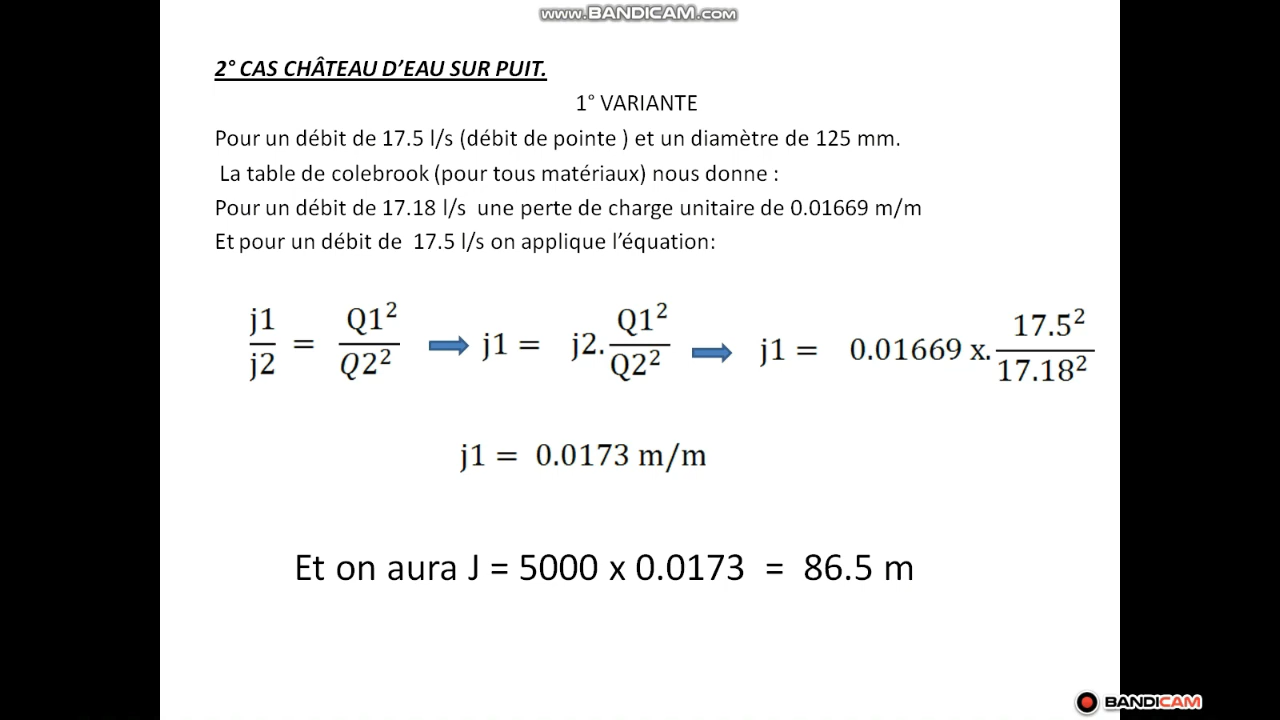 www.BANDICAM.com
2° CAS CHÂTEAU D’EAU SUR PUIT.
1° VARIANTE
Pour un débit de 17.5 l/s (débit de pointe ) et un diamètre de 125 mm.
La table de colebrook (pour tous matériaux) nous donne :
Pour un débit de 17.18 l/s une perte de charge unitaire de 0.01669 m/m
Et pour un débit de 17.5 l/s on applique l’équation:
j1/j2 = Q1²/Q2² j1 = j2. Q1²/Q2² j1 = 0.01669 x. 17.5²/17.18²
j1 = 0.0173 m/m
Et on aura J = 5000 x 0.0173 = 86.5 m
BANDICAM